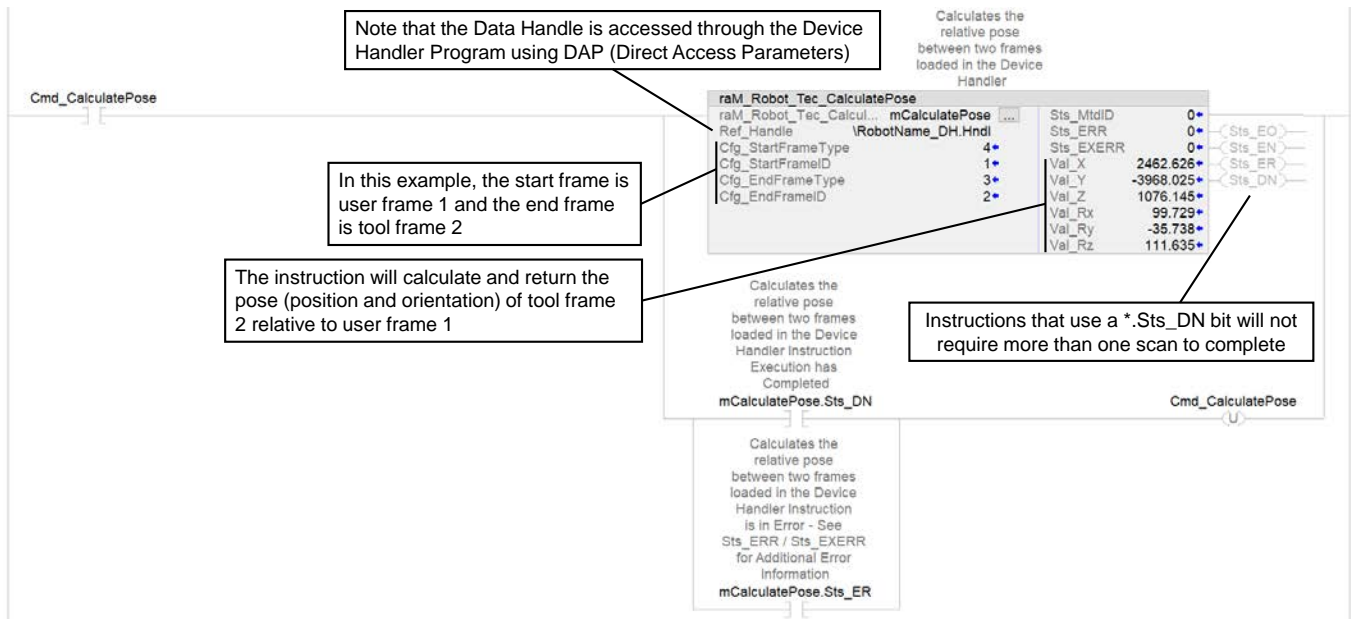 Note that the Data Handle is accessed through the Device
Handler Program using DAP (Direct Access Parameters)
Calculates the
relative pose
between two frames
loaded in the Device
Handler
Cmd_CalculatePose
raM_Robot_Tec_CalculatePose
raM_Robot_Tec_Calcul... mCalculatePose ...
Ref_Handle \RobotName_DH.Hndl
Cfg_StartFrameType 4
Cfg_StartFrameID 1
Cfg_EndFrameType 3
Cfg_EndFrameID 2
Sts_MtdID 0
Sts_ERR 0
Sts_EXERR 0
Val_X 2462.626
Val_Y -3968.025
Val_Z 1076.145
Val_Rx 99.729
Val_Ry -35.738
Val_Rz 111.635
Sts_EO
Sts_EN
Sts_ER
Sts_DN
In this example, the start frame is
user frame 1 and the end frame
is tool frame 2
The instruction will calculate and return the
pose (position and orientation) of tool frame
2 relative to user frame 1
Instructions that use a *.Sts_DN bit will not
require more than one scan to complete
Calculates the
relative pose
between two frames
loaded in the Device
Handler Instruction
Execution has
Completed
mCalculatePose.Sts_DN
Cmd_CalculatePose
U
Calculates the
relative pose
between two frames
loaded in the Device
Handler Instruction
is in Error - See
Sts_ERR / Sts_EXERR
for Additional Error
Information
mCalculatePose.Sts_ER